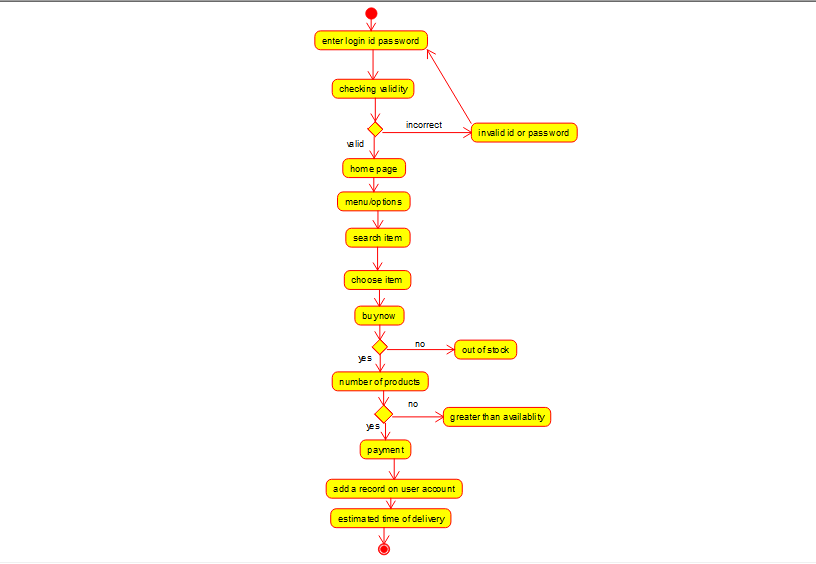 enter login id password
checking validity
incorrect
invalid id or password
valid
home page
menu/options
search item
choose item
buynow
no
out of stock
yes
number of products
no
greater than availablity
yes
payment
add a record on user account
estimated time of delivery